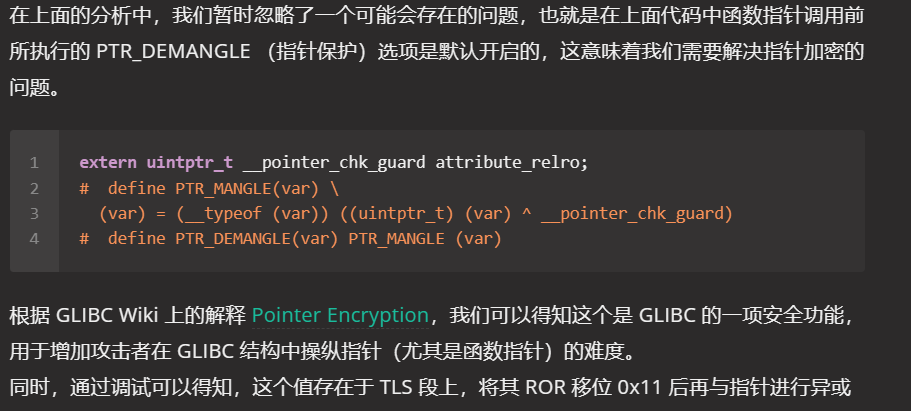 在上面的分析中，我们暂时忽略了一个可能会存在的问题，也就是在上面代码中函数指针调用前
所执行的 PTR_DEMANGLE （指针保护）选项是默认开启的，这意味着我们需要解决指针加密的
问题。
1 extern uintptr_t __pointer_chk_guard attribute_relro;
2 #  define PTR_MANGLE(var) \
3   (var) = (__typeof (var)) ((uintptr_t) (var) ^ __pointer_chk_guard)
4 #  define PTR_DEMANGLE(var) PTR_MANGLE (var)
根据 GLIBC Wiki 上的解释 Pointer Encryption，我们可以得知这个是 GLIBC 的一项安全功能，
用于增加攻击者在 GLIBC 结构中操纵指针（尤其是函数指针）的难度。
同时，通过调试可以得知，这个值存在于 TLS 段上，将其 ROR 移位 0x11 后再与指针进行异或